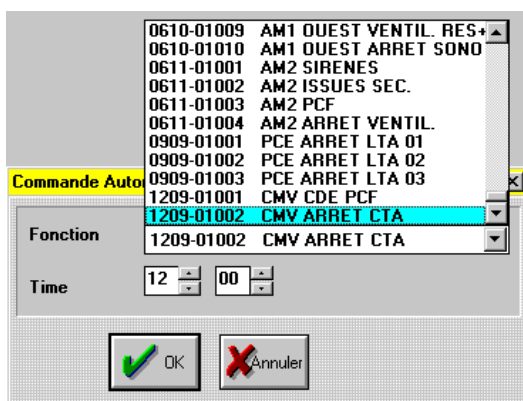 0610-01009 AM1 OUEST VENTIL. RES+
0610-01010 AM1 OUEST ARRET SONO
0611-01001 AM2 SIRENES
0611-01002 AM2 ISSUES SEC.
0611-01003 AM2 PCF
0611-01004 AM2 ARRET VENTIL.
0909-01001 PCE ARRET LTA 01
0909-01002 PCE ARRET LTA 02
0909-01003 PCE ARRET LTA 03
1209-01001 CMV CDE PCF
1209-01002 CMV ARRET CTA
Commande Auto
Fonction 1209-01002 CMV ARRET CTA
Time 12 00
OK Annuler